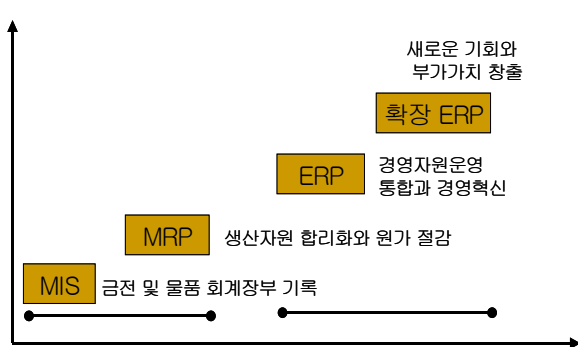 새로운 기회와
부가가치 창출
확장 ERP
ERP
경영자원운영
통합과 경영혁신
MRP
생산자원 합리화와 원가 절감
MIS
금전 및 물품 회계장부 기록